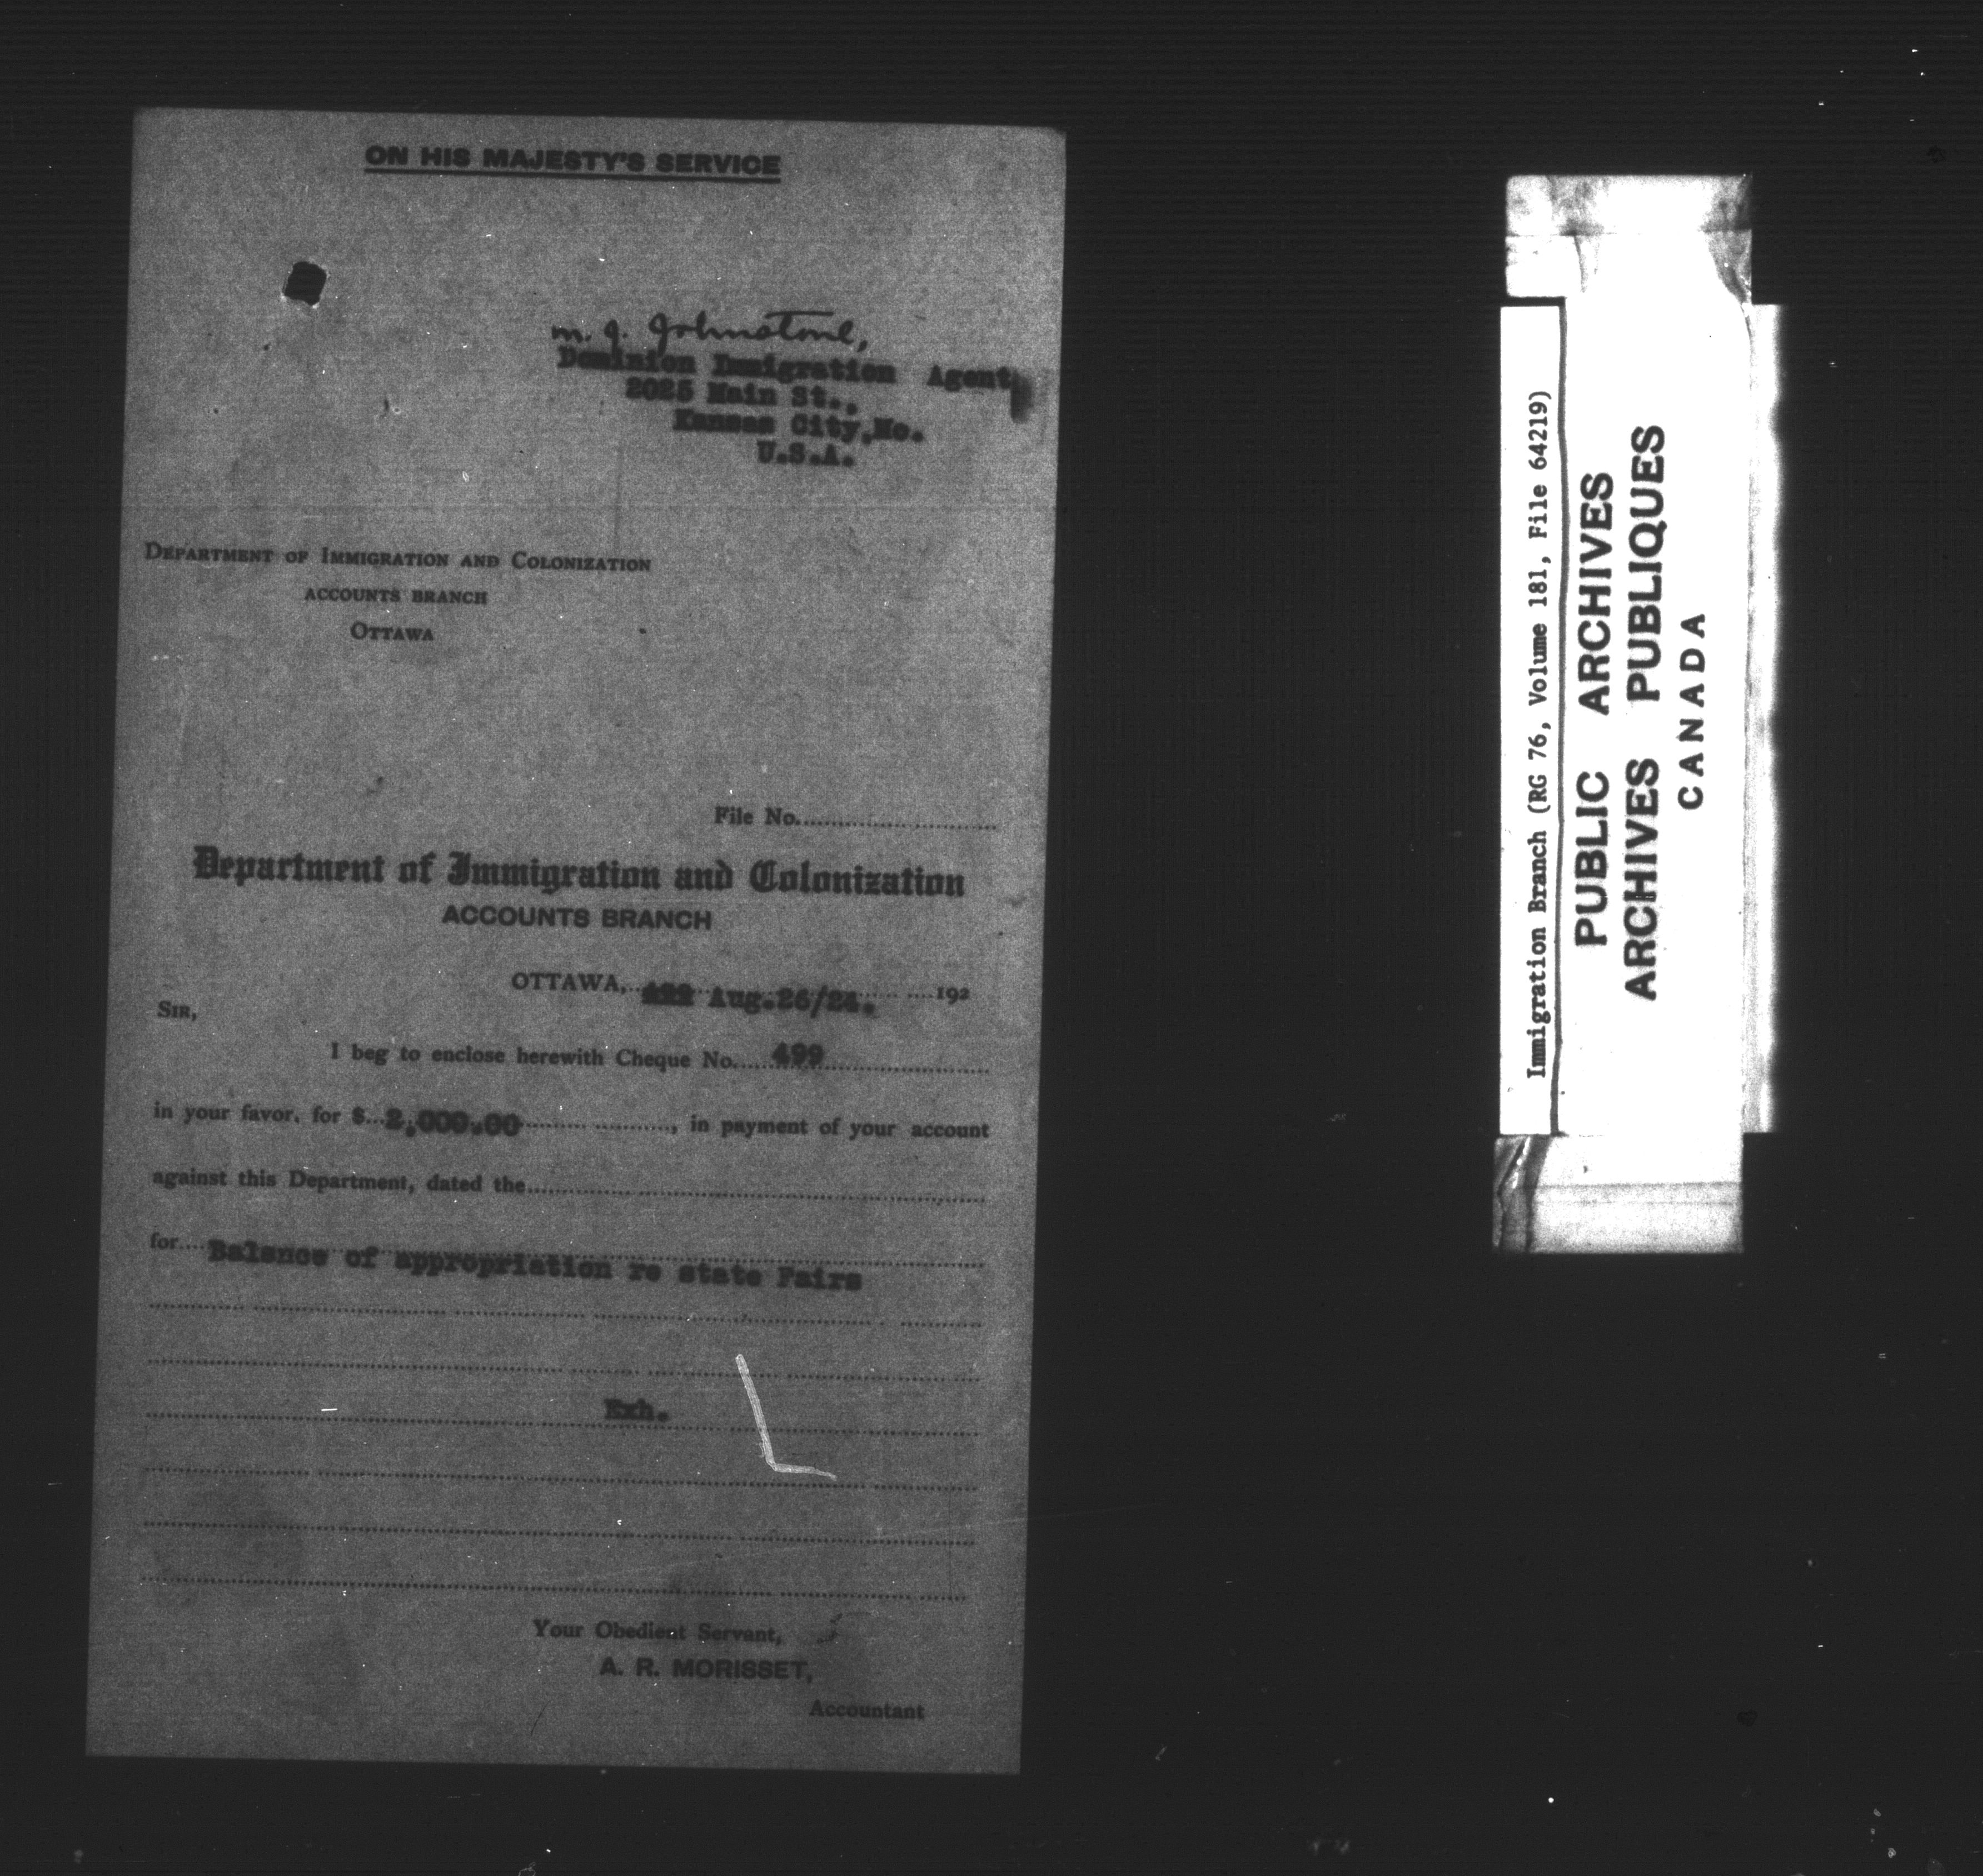 ON HIS MAJESTY'S SERVICE
M. J. Johnstone,
Dominion Immigration Agent
2025 Main St.,
Kansas City, Mo.
U.S.A.
DEPARTMENT OF IMMIGRATION AND COLONIZATION
ACCOUNTS BRANCH
OTTAWA
File No.
Department of Immigration and Colonization
ACCOUNTS BRANCH
OTTAWA, Aug.26/24. 192
SIR,
I beg to enclose herewith Cheque No. 499
in your favor, for $ 2,000.00, in payment of your account
against this Department, dated the
for Balance of appropriation re state Fairs
Exh.
Your Obedient Servant,
A. R. MORISSET,
Accountant
Immigration Branch (RG 76, Volume 181, File 64219)
PUBLIC ARCHIVES
ARCHIVES PUBLIQUES
CANADA